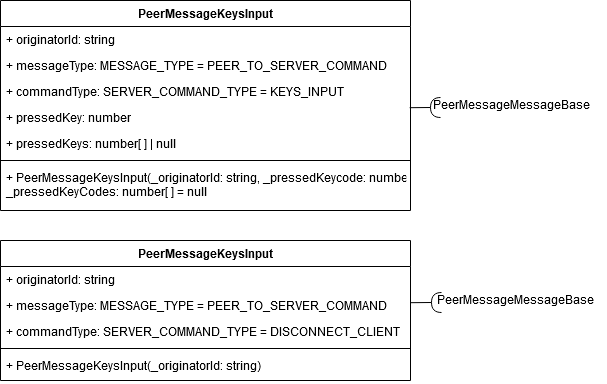 PeerMessageKeysInput
+ originatorId: string
+ messageType: MESSAGE_TYPE = PEER_TO_SERVER_COMMAND
+ commandType: SERVER_COMMAND_TYPE = KEYS_INPUT
PeerMessageMessageBase
+ pressedKey: number
+ pressedKeys: number[ ] | null
+ PeerMessageKeysInput(_originatorId: string, _pressedKeycode: numbe
_pressedKeyCodes: number[ ] = null
PeerMessageKeysInput
+ originatorId: string
+ messageType: MESSAGE_TYPE = PEER_TO_SERVER_COMMAND
PeerMessageMessageBase
+ commandType: SERVER_COMMAND_TYPE = DISCONNECT_CLIENT
+ PeerMessageKeysInput(_originatorId: string)